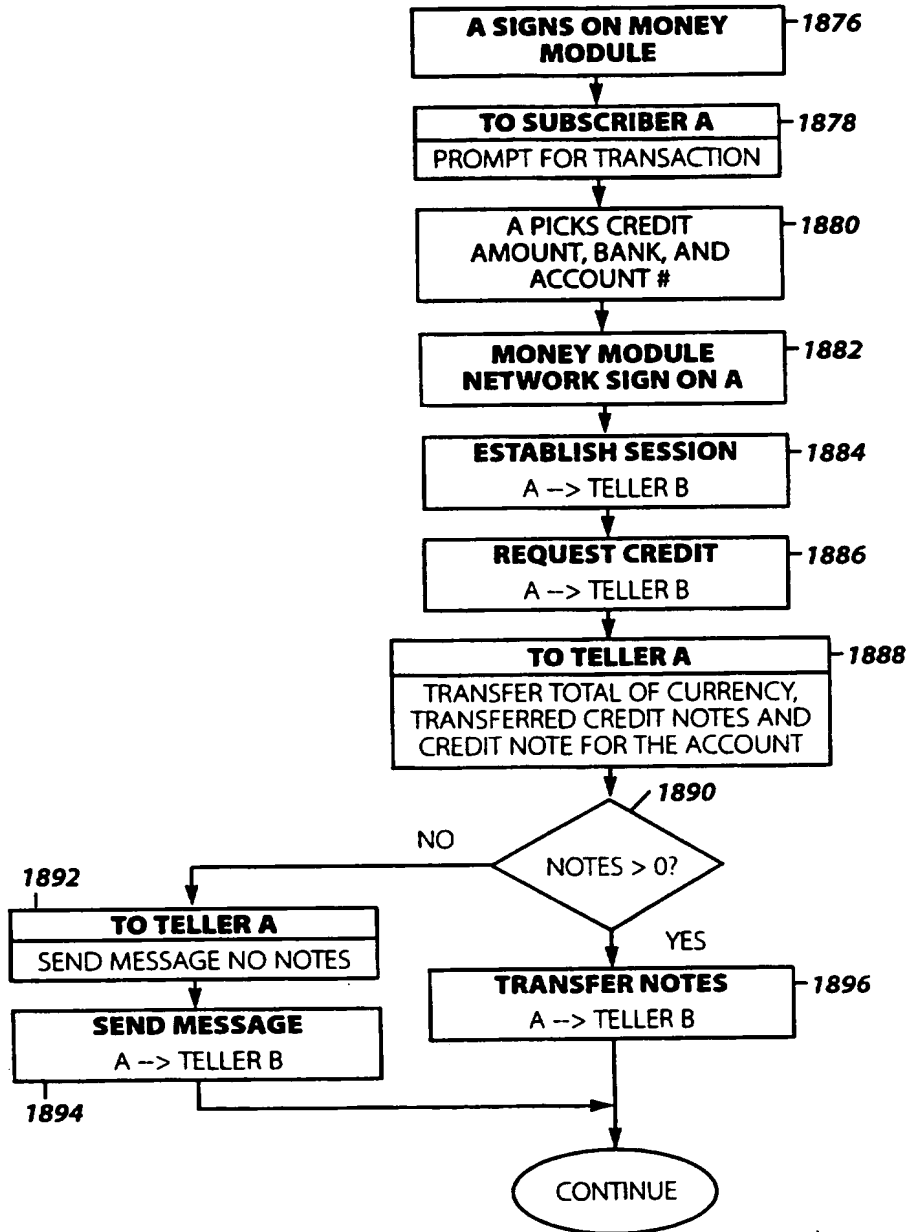 A SIGNS ON MONEY
MODULE
1876
TO SUBSCRIBER A
1878
PROMPT FOR TRANSACTION
A PICKS CREDIT
AMOUNT, BANK, AND
ACCOUNT #
1880
MONEY MODULE
NETWORK SIGN ON A
1882
ESTABLISH SESSION
1884
A --> TELLER B
REQUEST CREDIT
1886
A --> TELLER B
TO TELLER A
1888
TRANSFER TOTAL OF CURRENCY,
TRANSFERRED CREDIT NOTES AND
CREDIT NOTE FOR THE ACCOUNT
1890
NOTES > 0?
NO
1892
TO TELLER A
SEND MESSAGE NO NOTES
SEND MESSAGE
A --> TELLER B
1894
YES
TRANSFER NOTES
1896
A --> TELLER B
CONTINUE